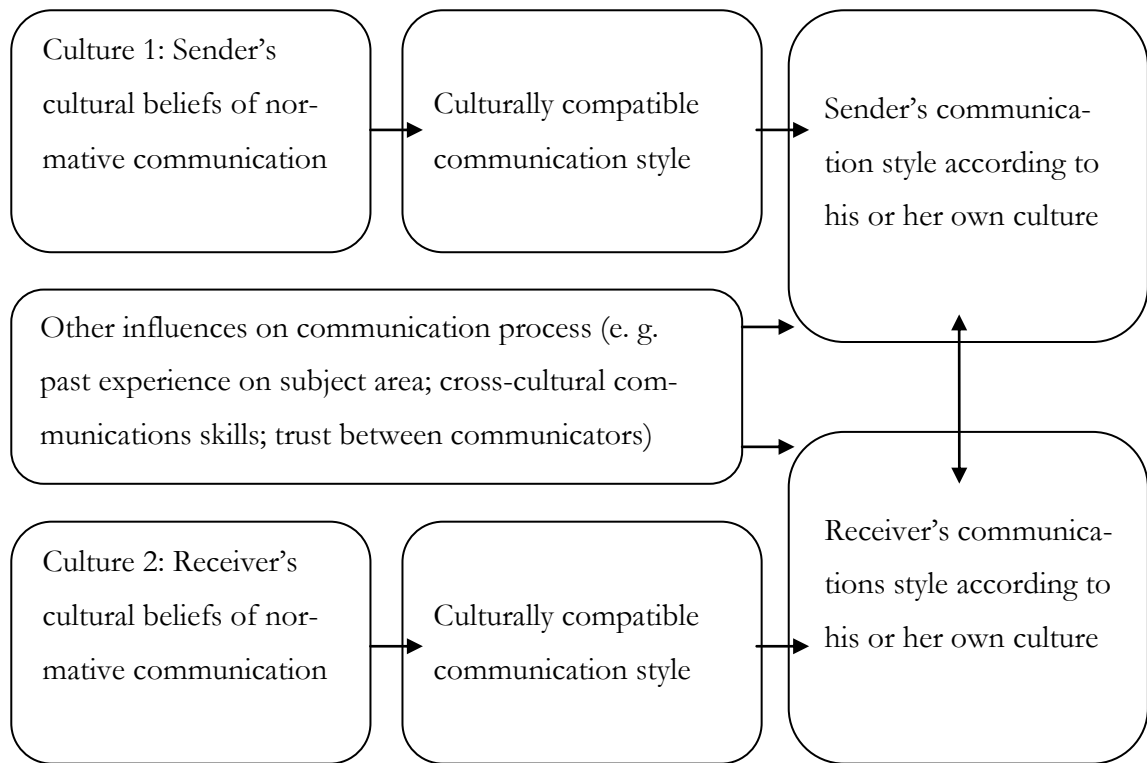 Culture 1: Sender’s
cultural beliefs of nor-
mative communication
Culturally compatible
communication style
Sender’s communica-
tion style according to
his or her own culture
Other influences on communication process (e. g.
past experience on subject area; cross-cultural com-
munications skills; trust between communicators)
Culture 2: Receiver’s
cultural beliefs of nor-
mative communication
Culturally compatible
communication style
Receiver’s communica-
tions style according to
his or her own culture